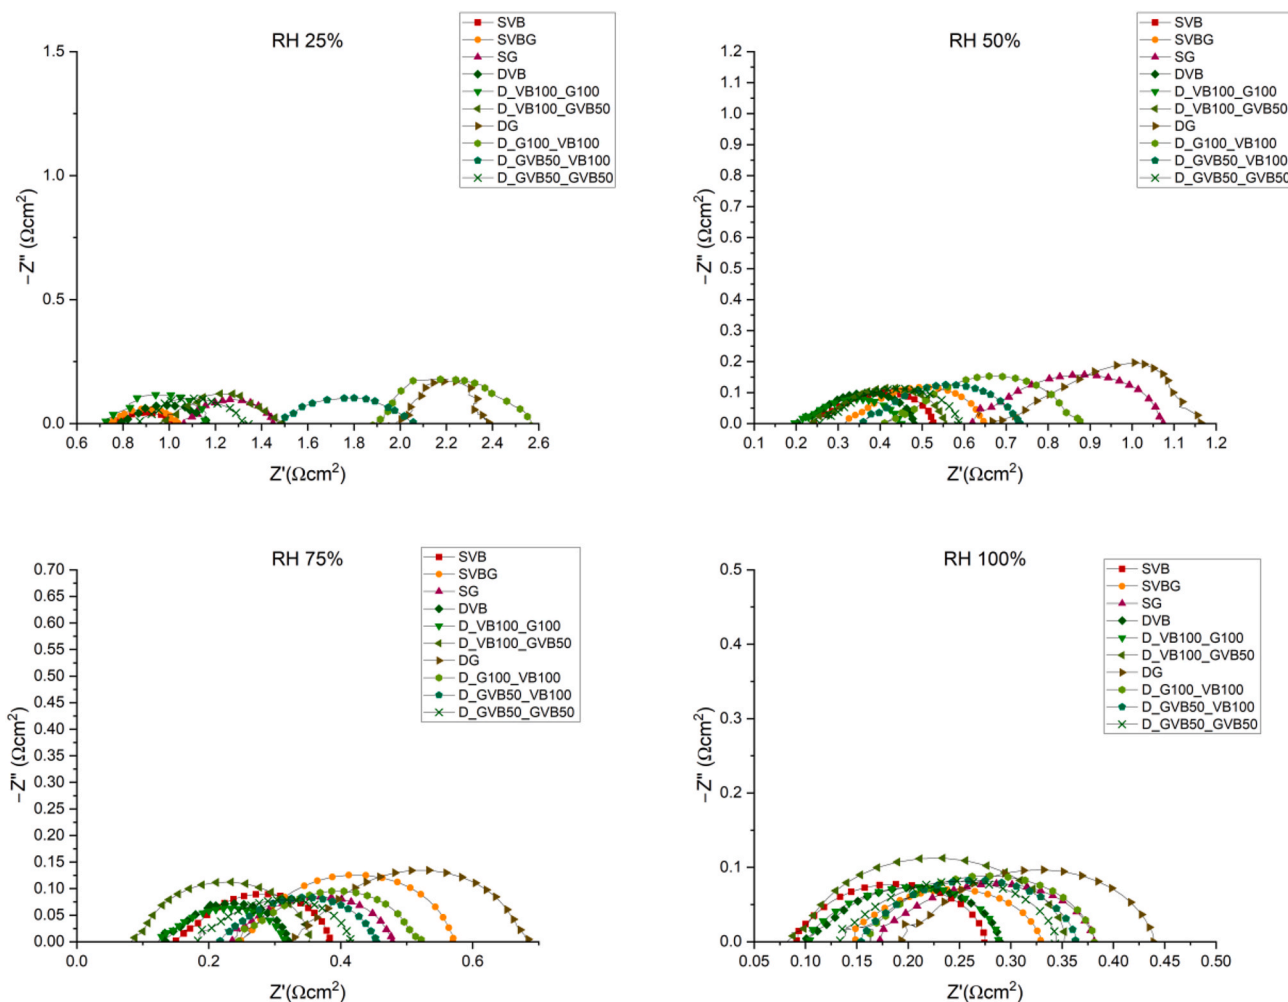 RH 25%
SVB
SVBG
SG
DVB
D_VB100_G100
D_VB100_GVB50
DG
D_G100_VB100
D_GVB50_VB100
D_GVB50_GVB50
1.5
1.0
0.5
0.0
−Z'' (Ωcm²)
0.6 0.8 1.0 1.2 1.4 1.6 1.8 2.0 2.2 2.4 2.6
Z'(Ωcm²)
RH 50%
SVB
SVBG
SG
DVB
D_VB100_G100
D_VB100_GVB50
DG
D_G100_VB100
D_GVB50_VB100
D_GVB50_GVB50
1.2
1.1
1.0
0.9
0.8
0.7
0.6
0.5
0.4
0.3
0.2
0.1
0.0
−Z'' (Ωcm²)
0.1 0.2 0.3 0.4 0.5 0.6 0.7 0.8 0.9 1.0 1.1 1.2
Z'(Ωcm²)
RH 75%
SVB
SVBG
SG
DVB
D_VB100_G100
D_VB100_GVB50
DG
D_G100_VB100
D_GVB50_VB100
D_GVB50_GVB50
0.70
0.65
0.60
0.55
0.50
0.45
0.40
0.35
0.30
0.25
0.20
0.15
0.10
0.05
0.00
−Z'' (Ωcm²)
0.0 0.2 0.4 0.6
Z'(Ωcm²)
RH 100%
SVB
SVBG
SG
DVB
D_VB100_G100
D_VB100_GVB50
DG
D_G100_VB100
D_GVB50_VB100
D_GVB50_GVB50
0.5
0.4
0.3
0.2
0.1
0.0
−Z'' (Ωcm²)
0.05 0.10 0.15 0.20 0.25 0.30 0.35 0.40 0.45 0.50
Z'(Ωcm²)